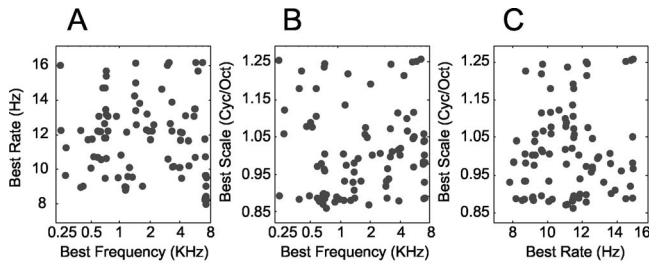 A
B
C
Best Rate (Hz)
16
14
12
10
8
0.25 0.5 1 2 4 8
Best Frequency (KHz)
Best Scale (Cyc/Oct)
1.25
1.15
1.05
0.95
0.85
0.25 0.5 1 2 4 8
Best Frequency (KHz)
Best Scale (Cyc/Oct)
1.25
1.15
1.05
0.95
0.85
8 10 12 14 16
Best Rate (Hz)